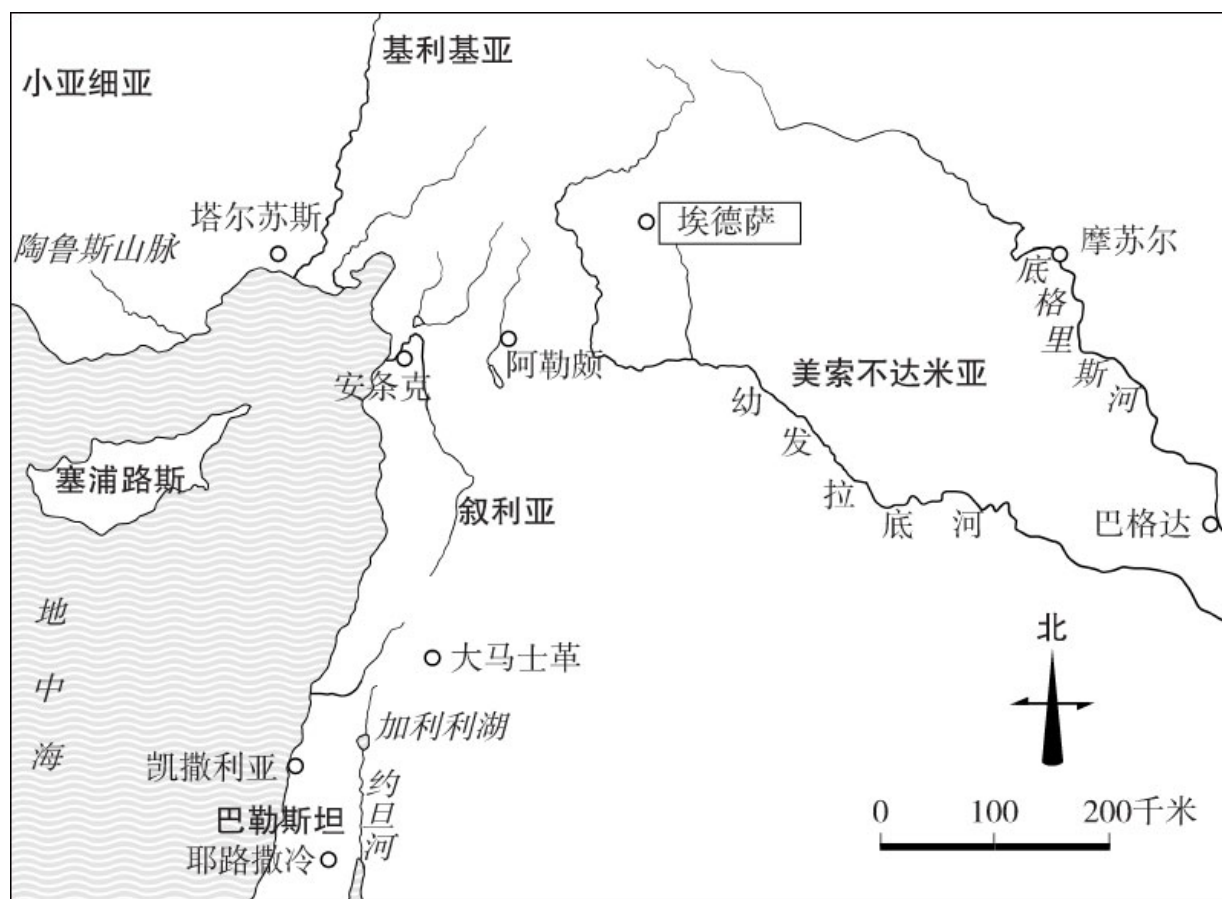 基利基亚
小亚细亚
埃德萨
塔尔苏斯
摩苏尔
陶鲁斯山脉
底格里斯河
阿勒颇
安条克
美索不达米亚
幼发拉底河
塞浦路斯
叙利亚
巴格达
地中海
北
大马士革
加利利湖
凯撒利亚
约旦河
巴勒斯坦
耶路撒冷
0 100 200千米